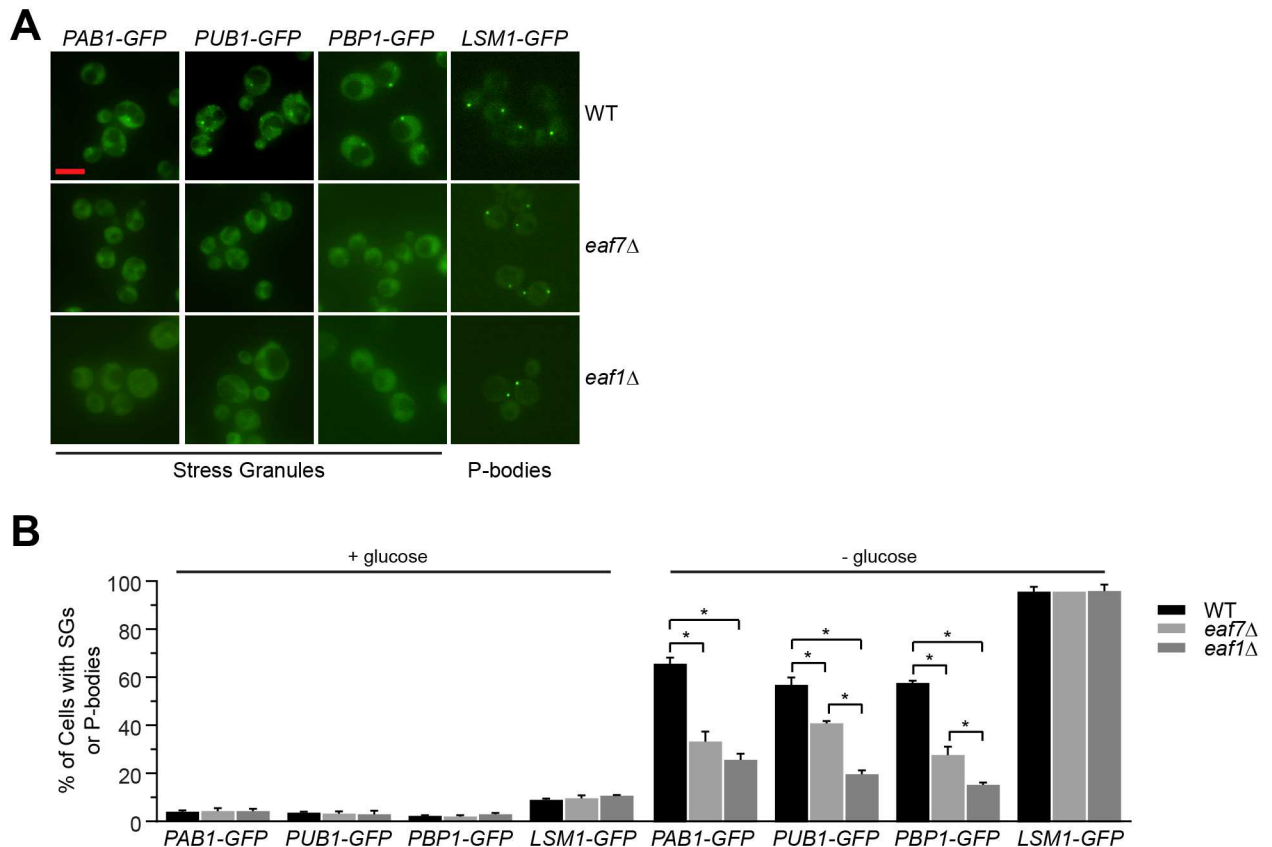 A
PAB1-GFP PUB1-GFP PBP1-GFP LSM1-GFP
WT
eaf7Δ
eaf1Δ
Stress Granules P-bodies
B
+ glucose - glucose
% of Cells with SGs
or P-bodies
100
80
60
40
20
0
* * * * * * * *
WT
eaf7Δ
eaf1Δ
PAB1-GFP PUB1-GFP PBP1-GFP LSM1-GFP PAB1-GFP PUB1-GFP PBP1-GFP LSM1-GFP